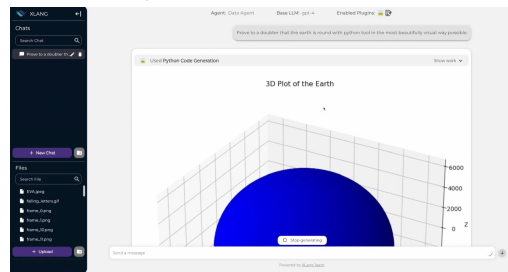 XLANG
Chats
Search Chat
Prove to a doubter th
+ New Chat
Files
Search File
EVA.jpeg
falling_letters.gif
frame_0.png
frame_1.png
frame_10.png
frame_11.png
+ Upload
Agent: Data Agent
Base LLM: gpt-4
Enabled Plugins:
Prove to a doubter that the earth is round with python tool in the most beautifully visual way possible.
Used Python Code Generation
Show work
3D Plot of the Earth
6000
4000
2000
0
Z
Stop generating
Send a message
Powered by XLang Team